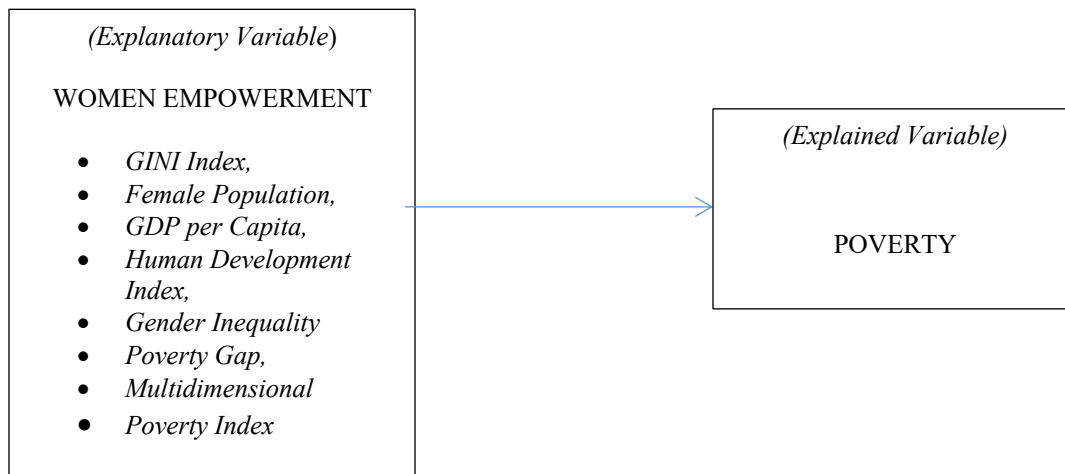 (Explanatory Variable)
WOMEN EMPOWERMENT
• GINI Index,
• Female Population,
• GDP per Capita,
• Human Development
Index,
• Gender Inequality
• Poverty Gap,
• Multidimensional
• Poverty Index
(Explained Variable)
POVERTY